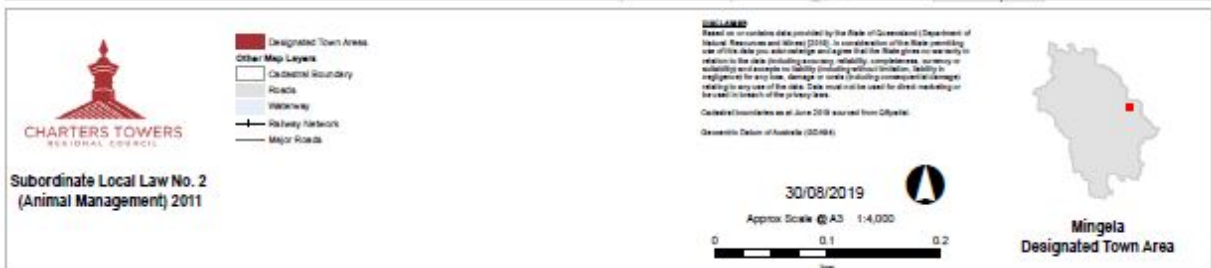 CHARTERS TOWERS
REGIONAL COUNCIL
Subordinate Local Law No. 2
(Animal Management) 2011
Designated Town Areas
Other Map Layers
Cadastral Boundary
Roads
Waterway
Railway Network
Major Roads
DISCLAIMER
Based on or contains data provided by the State of Queensland (Department of
Natural Resources and Mines) [2019]. In consideration of the State permitting
use of this data you acknowledge and agree that the State gives no warranty in
relation to the data (including accuracy, reliability, completeness, currency or
suitability) and accepts no liability (including without limitation, liability in
negligence) for any loss, damage or costs (including consequential damage)
relating to any use of the data. Data must not be used for direct marketing or
be used in breach of the privacy laws.
Cadastral boundaries as at June 2019 sourced from QSpatial.
Geocentric Datum of Australia (GDA94)
30/08/2019
Approx Scale @ A3 1:4,000
0 0.1 0.2
Mingela
Designated Town Area